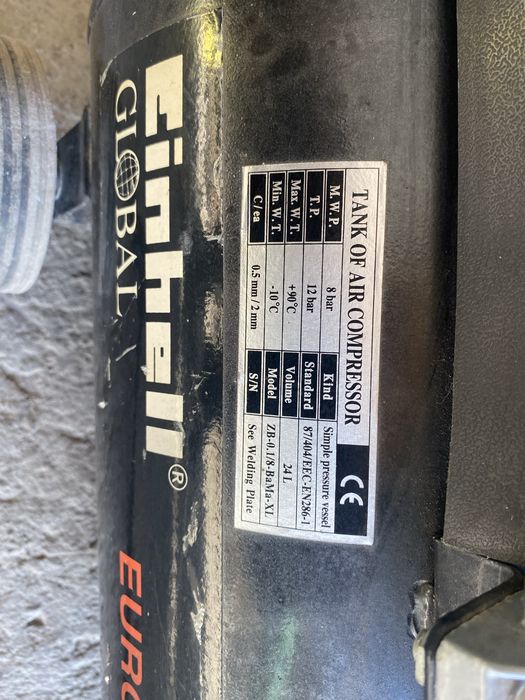 Einhell®
GLOBAL
EURO
TANK OF AIR COMPRESSOR CE
M. W. P. 8 bar Kind Simple pressure vessel
T.P. 12 bar Standard 87/404/EEC-EN286-1
Max. W. T. +90°C Volume 24 L
Min. W. T. -10°C Model ZB-0.1/8-BaMa-XL
C/ea 0.5 mm/2 mm S/N See Welding Plate